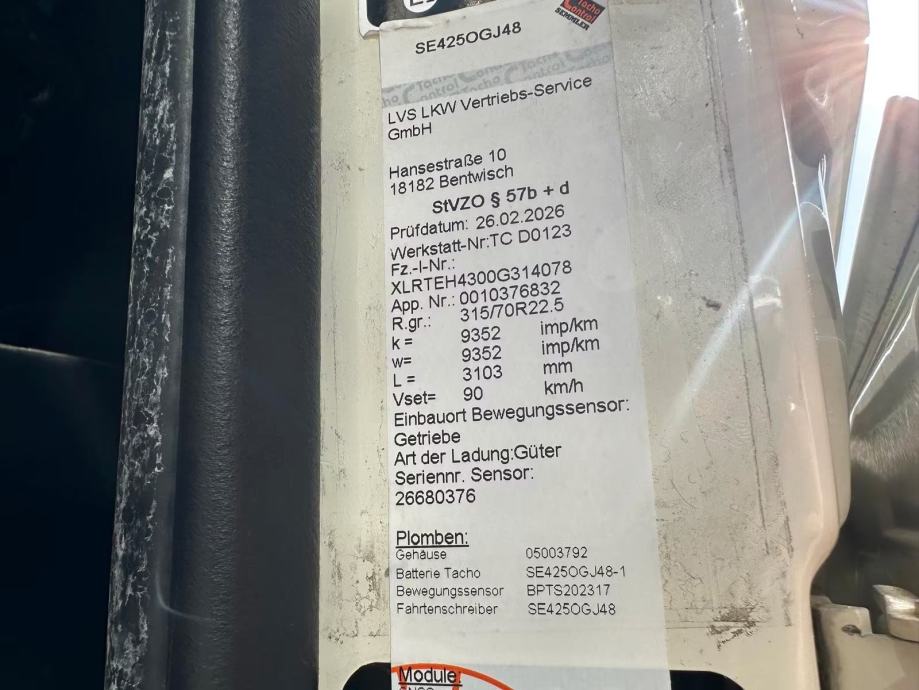 Tacho
Control
SEMMLER
SE425OGJ48
LVS LKW Vertriebs-Service
GmbH
Hansestraße 10
18182 Bentwisch
StVZO § 57b + d
Prüfdatum: 26.02.2026
Werkstatt-Nr:TC D0123
Fz.-I-Nr.:
XLRTEH4300G314078
App. Nr.: 0010376832
R.gr.: 315/70R22.5
k = 9352 imp/km
w= 9352 imp/km
L = 3103 mm
Vset= 90 km/h
Einbauort Bewegungssensor:
Getriebe
Art der Ladung:Güter
Seriennr. Sensor:
26680376
Plomben:
Gehäuse 05003792
Batterie Tacho SE425OGJ48-1
Bewegungssensor BPTS202317
Fahrtenschreiber SE425OGJ48
Module: